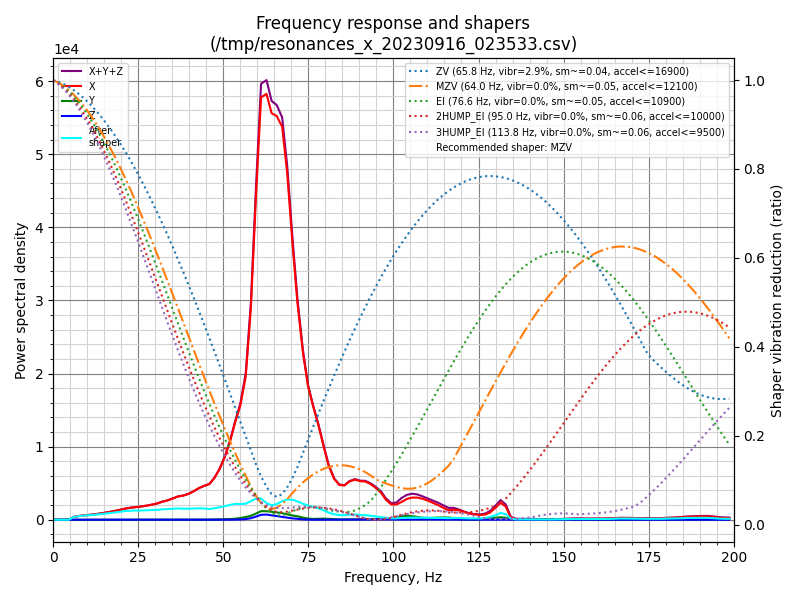 Frequency response and shapers
(/tmp/resonances_x_20230916_023533.csv)
1e4
X+Y+Z
X
Y
Z
After
shaper
ZV (65.8 Hz, vibr=2.9%, sm~=0.04, accel<=16900)
MZV (64.0 Hz, vibr=0.0%, sm~=0.05, accel<=12100)
EI (76.6 Hz, vibr=0.0%, sm~=0.05, accel<=10900)
2HUMP_EI (95.0 Hz, vibr=0.0%, sm~=0.06, accel<=10000)
3HUMP_EI (113.8 Hz, vibr=0.0%, sm~=0.06, accel<=9500)
Recommended shaper: MZV
Power spectral density
6
5
4
3
2
1
0
1.0
0.8
0.6
0.4
0.2
0.0
Shaper vibration reduction (ratio)
0
25
50
75
100
125
150
175
200
Frequency, Hz